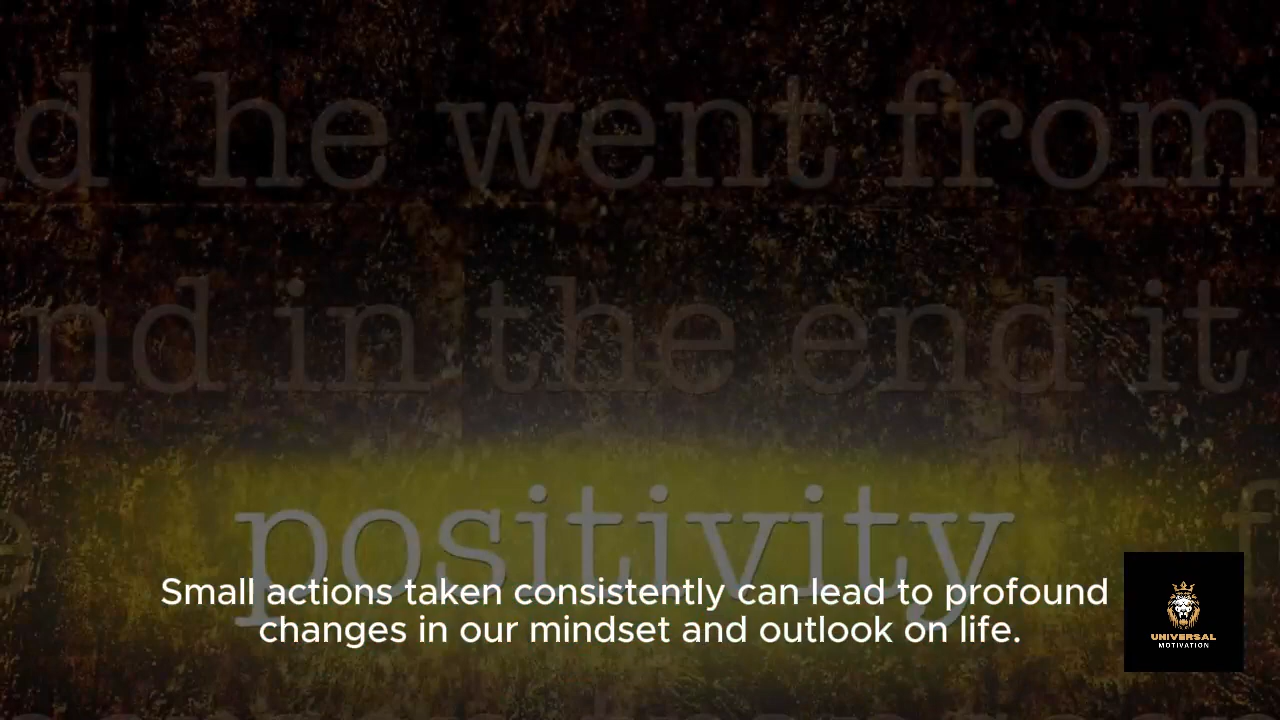 d he went from
nd in the end it
positivity
Small actions taken consistently can lead to profound
changes in our mindset and outlook on life.
UNIVERSAL
MOTIVATION